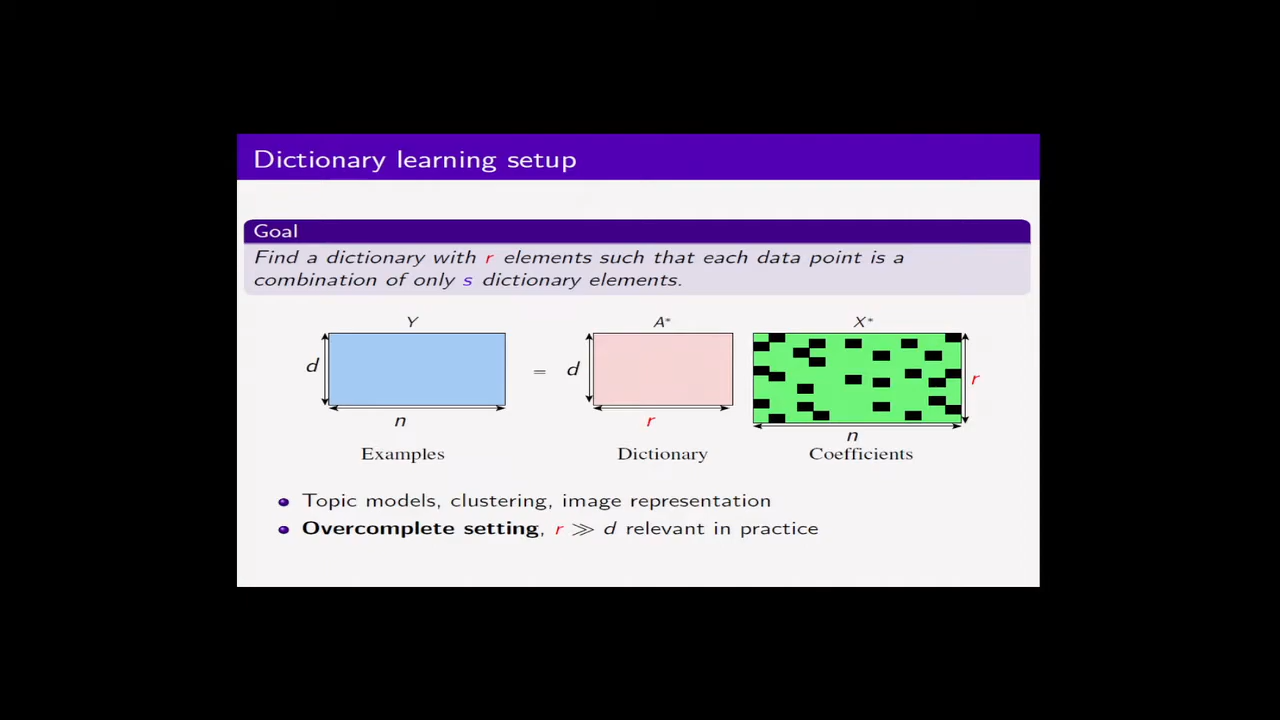 Dictionary learning setup
Goal
Find a dictionary with r elements such that each data point is a
combination of only s dictionary elements.
Y A* X*
d = d r
n r n
Examples Dictionary Coefficients
Topic models, clustering, image representation
Overcomplete setting, r ≫ d relevant in practice